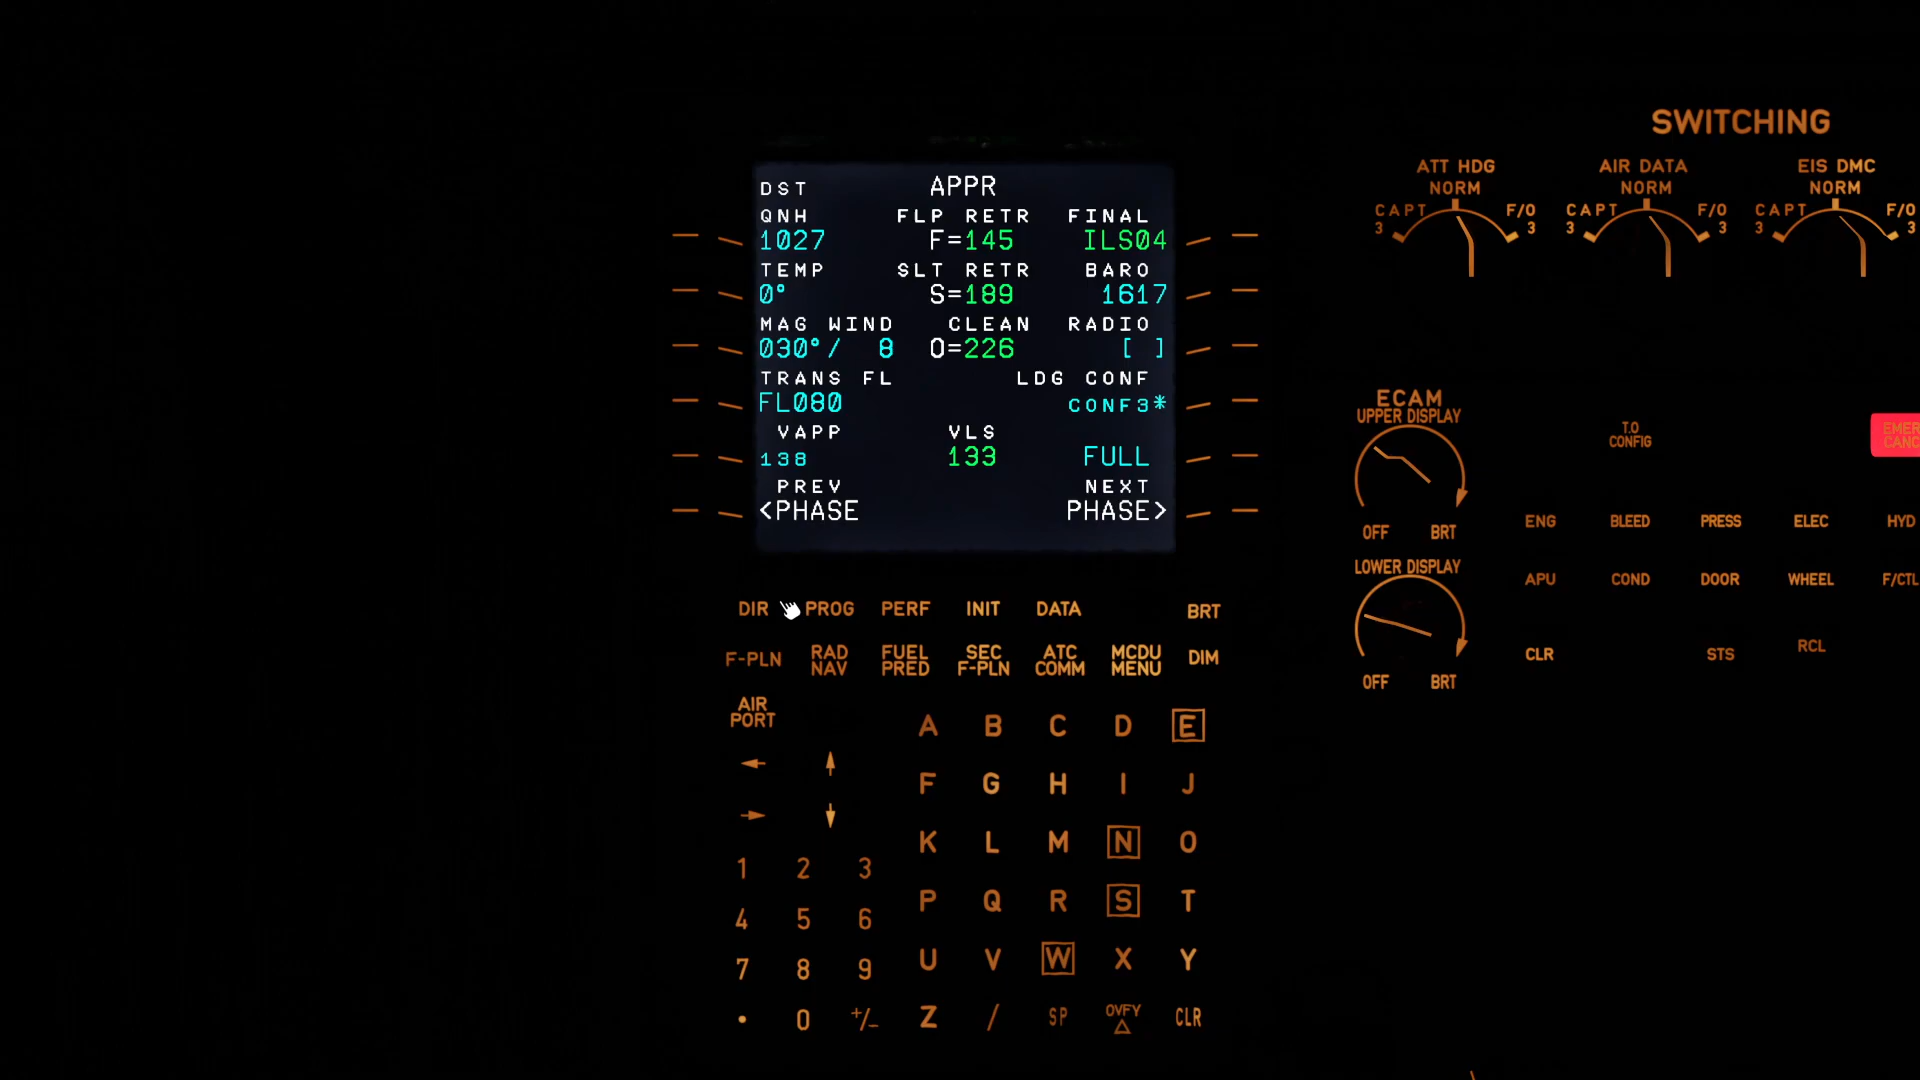 DST APPR
QNH FLP RETR FINAL
1027 F=145 ILS04
TEMP SLT RETR BARO
0° S=189 1617
MAG WIND CLEAN RADIO
030°/ 8 O=226 [ ]
TRANS FL LDG CONF
FL080 CONF3*
VAPP VLS
138 133 FULL
PREV NEXT
<PHASE PHASE>
DIR PROG PERF INIT DATA BRT
F-PLN RAD NAV FUEL PRED SEC F-PLN ATC COMM MCDU MENU DIM
AIR PORT
A B C D E
F G H I J
K L M N O
1 2 3
P Q R S T
4 5 6
U V W X Y
7 8 9
Z / SP OVFY Δ CLR
. 0 +/-
SWITCHING
ATT HDG AIR DATA EIS DMC
NORM NORM NORM
CAPT F/O CAPT F/O CAPT F/O
3 3 3 3 3 3
ECAM
UPPER DISPLAY
T.O CONFIG
EMER CANC
OFF BRT
LOWER DISPLAY
OFF BRT
ENG BLEED PRESS ELEC HYD
APU COND DOOR WHEEL F/CTL
CLR STS RCL